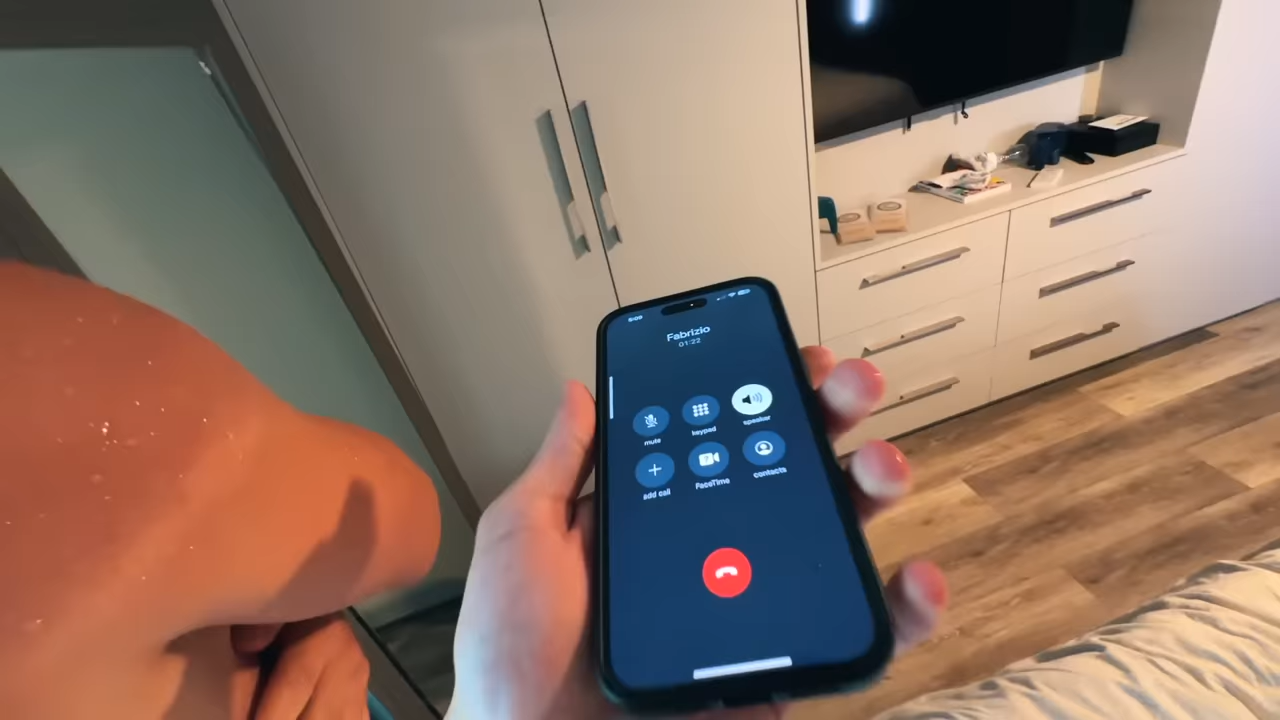 Fabrizio
01:22
mute
keypad
speaker
add call
FaceTime
contacts